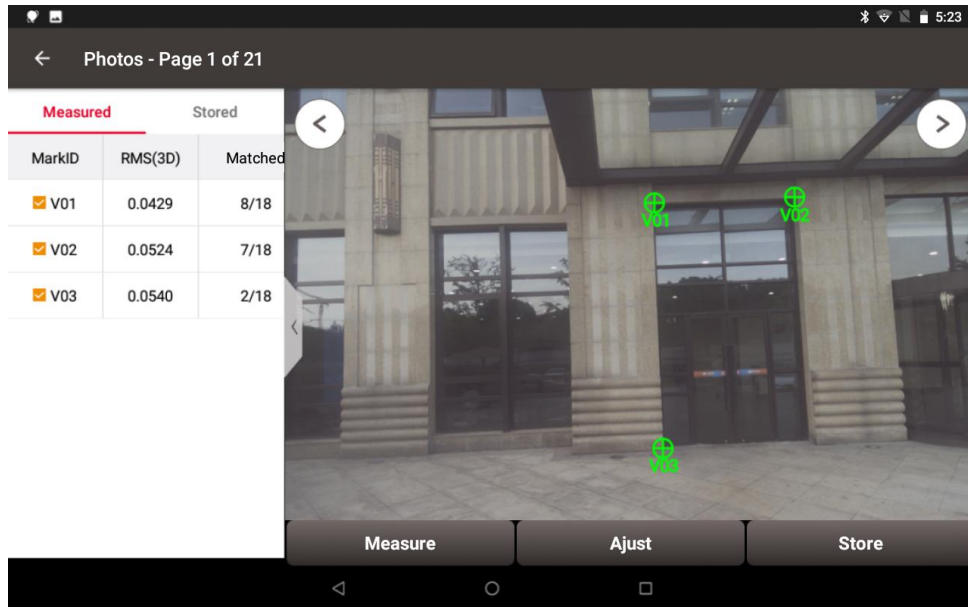 5:23
Photos - Page 1 of 21
Measured Stored
MarkID RMS(3D) Matched
V01 0.0429 8/18
V02 0.0524 7/18
V03 0.0540 2/18
V01
V02
V03
Measure Ajust Store